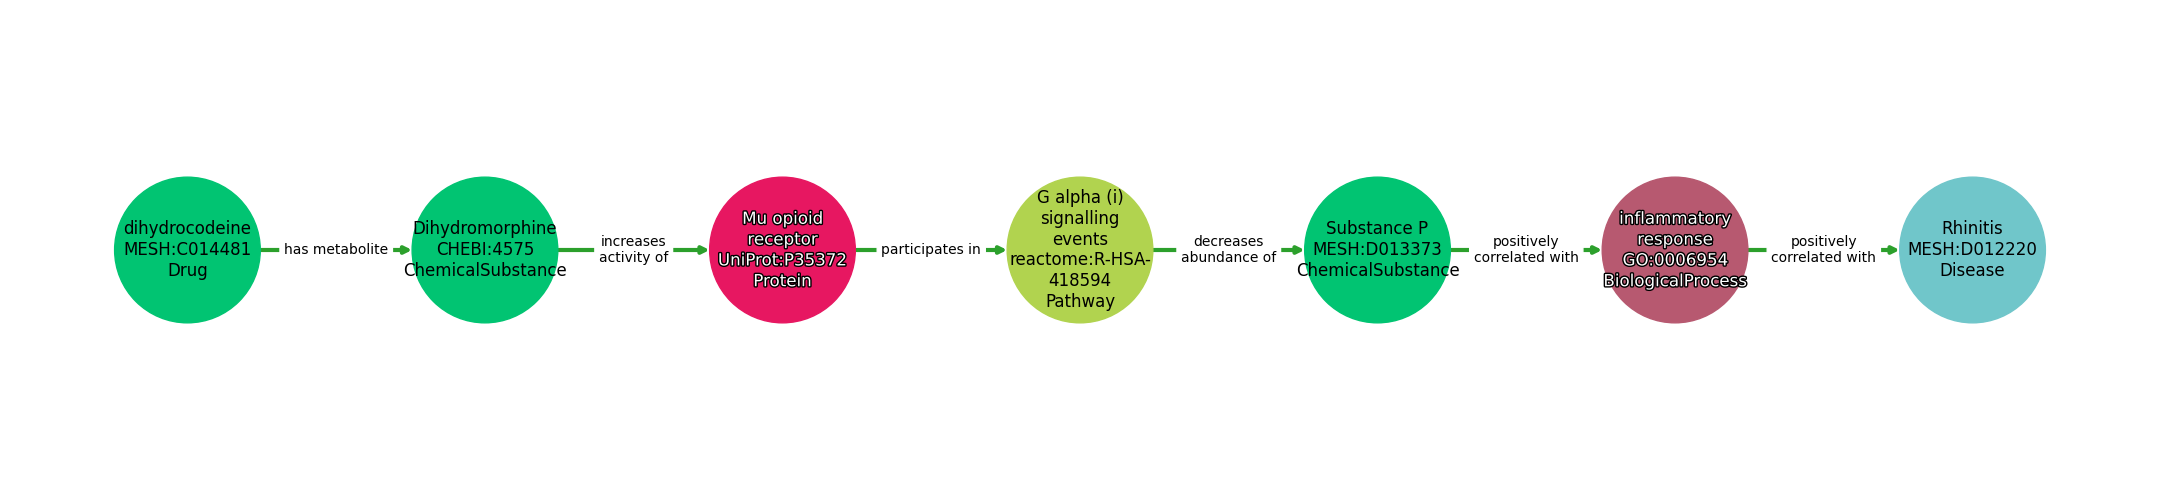 dihydrocodeine
MESH:C014481
Drug
has metabolite
Dihydromorphine
CHEBI:4575
ChemicalSubstance
increases
activity of
Mu opioid
receptor
UniProt:P35372
Protein
participates in
G alpha (i)
signalling
events
reactome:R-HSA-
418594
Pathway
decreases
abundance of
Substance P
MESH:D013373
ChemicalSubstance
positively
correlated with
inflammatory
response
GO:0006954
BiologicalProcess
positively
correlated with
Rhinitis
MESH:D012220
Disease